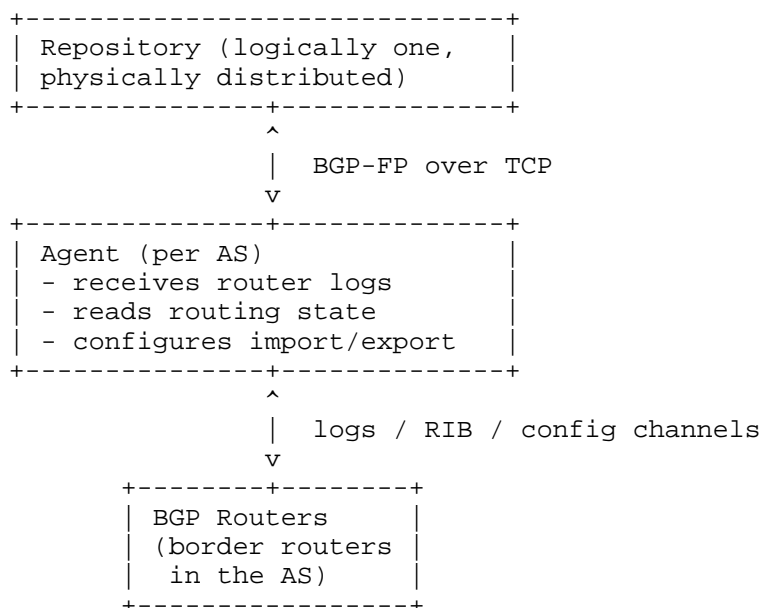 Repository (logically one,
physically distributed)
BGP-FP over TCP
Agent (per AS)
- receives router logs
- reads routing state
- configures import/export
logs / RIB / config channels
BGP Routers
(border routers
in the AS)